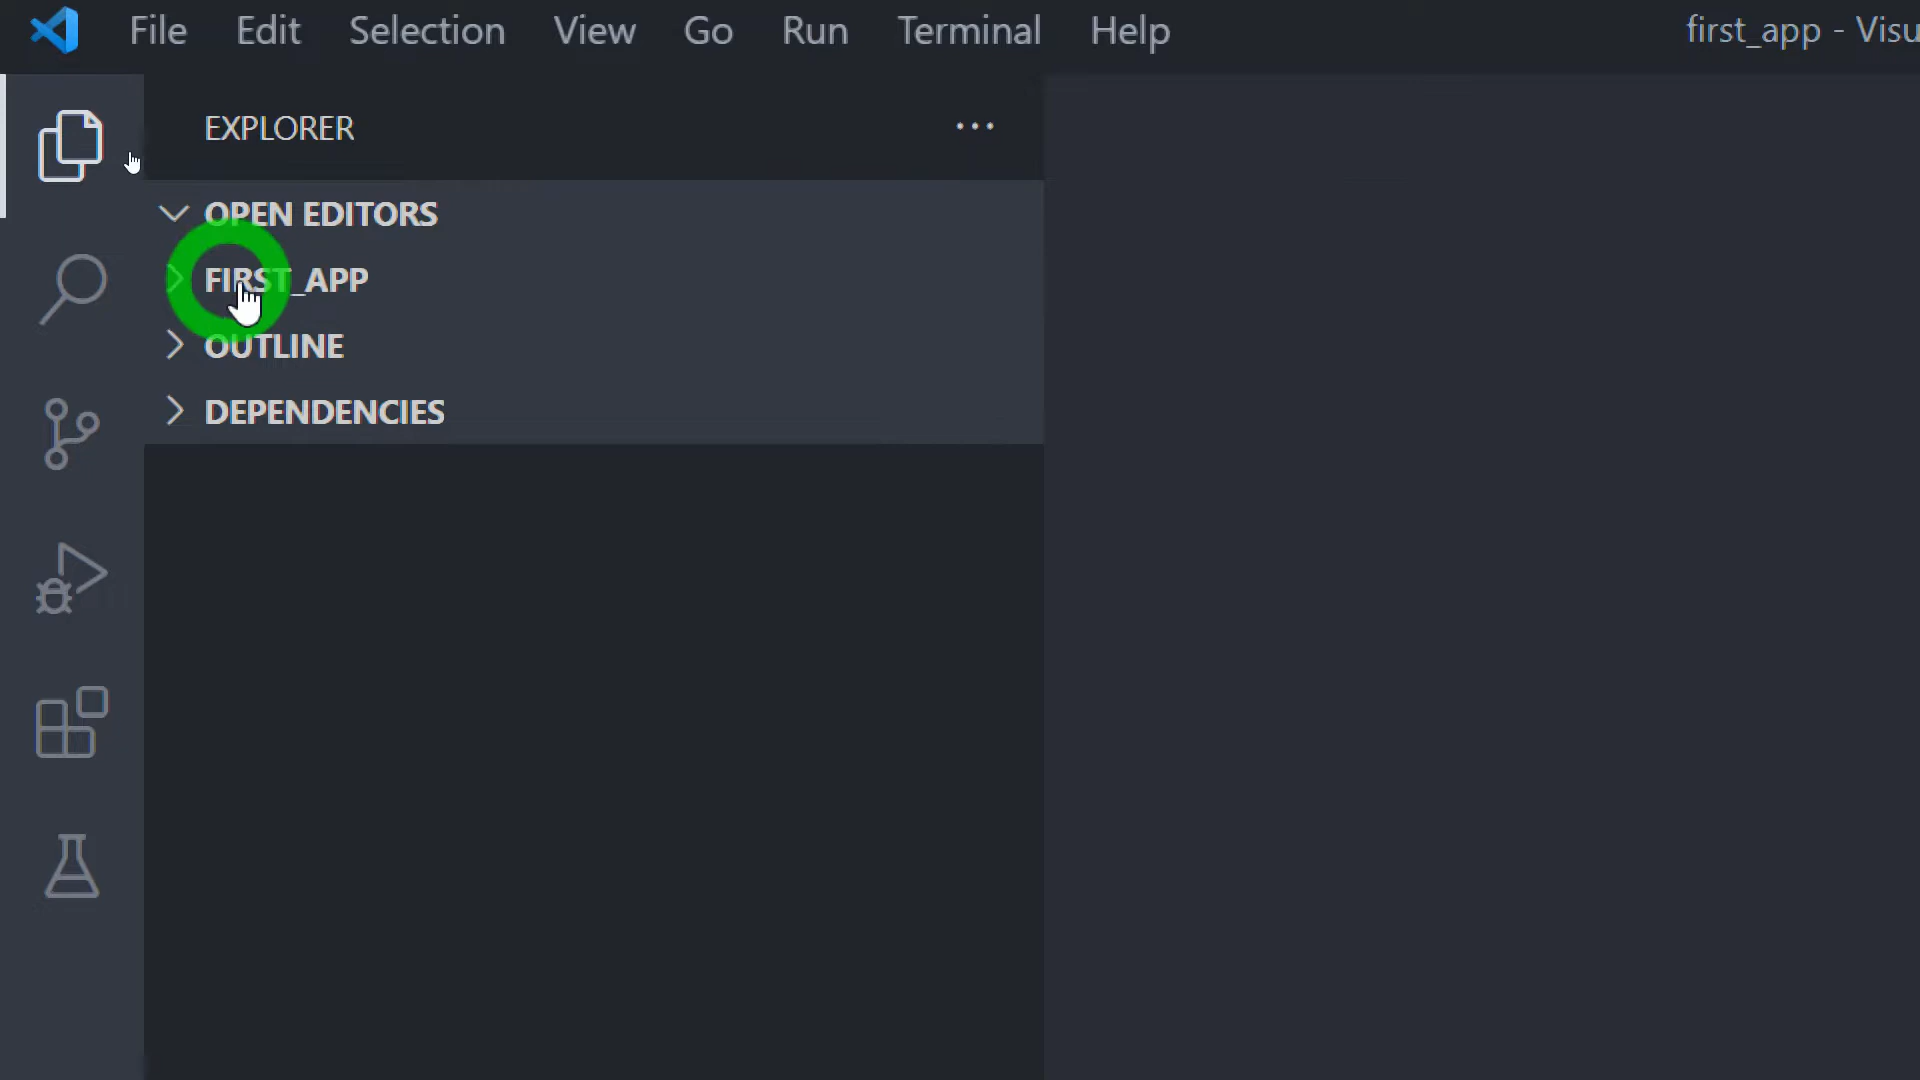 File Edit Selection View Go Run Terminal Help first_app - Visu
EXPLORER
OPEN EDITORS
FIRST_APP
OUTLINE
DEPENDENCIES